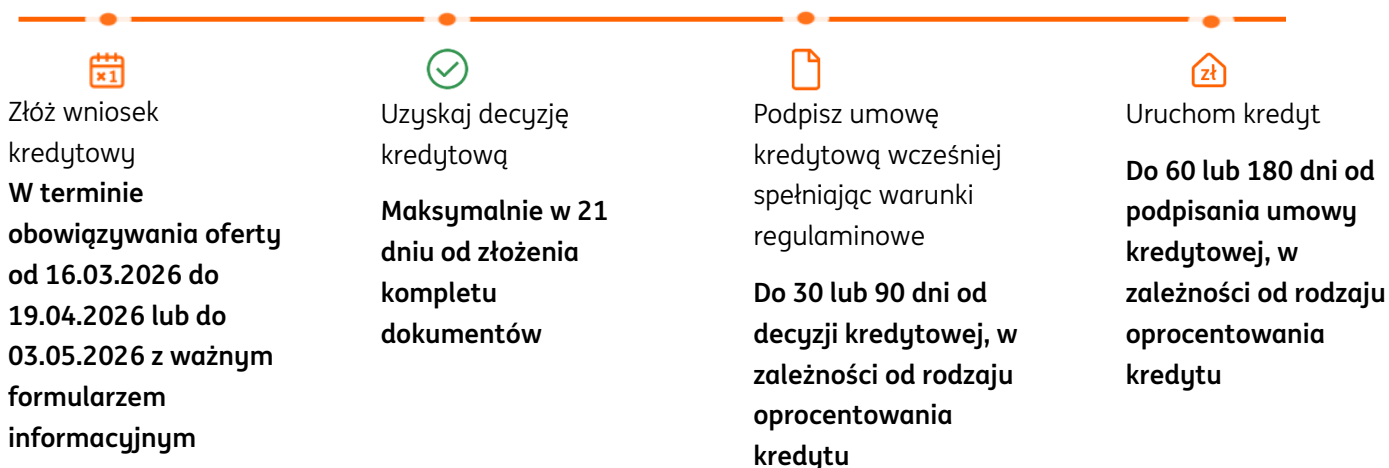 x1
Złóż wniosek
kredytowy
W terminie
obowiązywania oferty
od 16.03.2026 do
19.04.2026 lub do
03.05.2026 z ważnym
formularzem
informacyjnym
Uzyskaj decyzję
kredytową
Maksymalnie w 21
dniu od złożenia
kompletu
dokumentów
Podpisz umowę
kredytową wcześniej
spełniając warunki
regulaminowe
Do 30 lub 90 dni od
decyzji kredytowej, w
zależności od rodzaju
oprocentowania
kredytu
zł
Uruchom kredyt
Do 60 lub 180 dni od
podpisania umowy
kredytowej, w
zależności od rodzaju
oprocentowania
kredytu